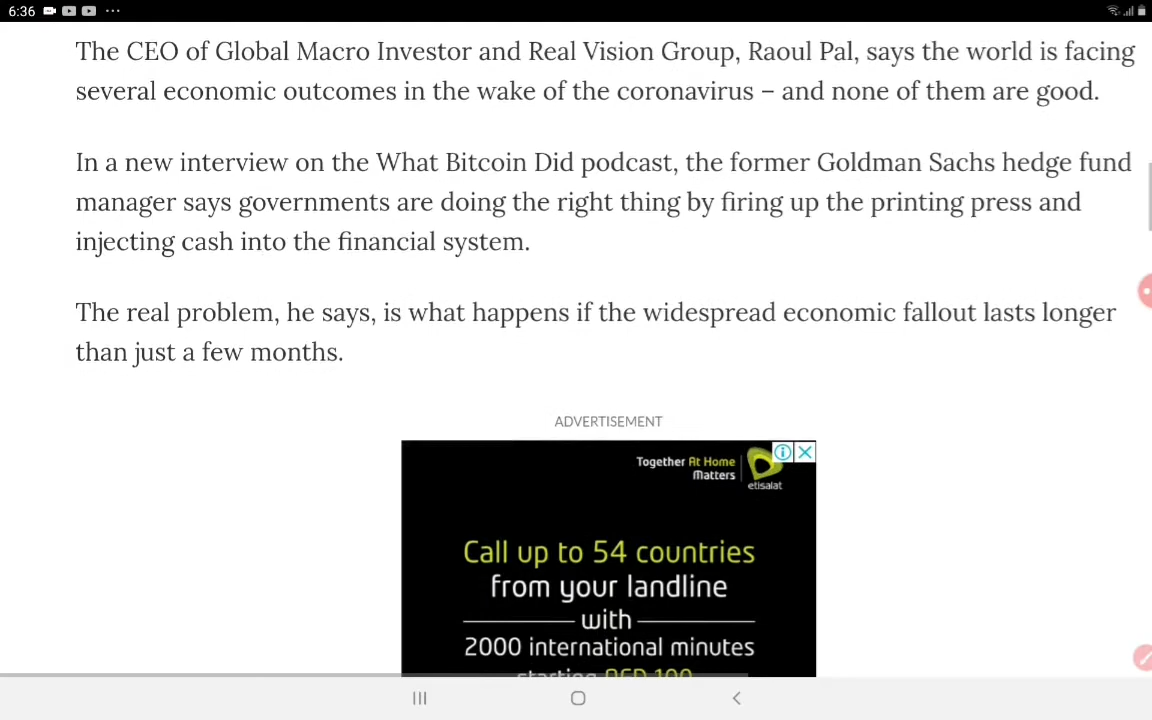 6:36
The CEO of Global Macro Investor and Real Vision Group, Raoul Pal, says the world is facing
several economic outcomes in the wake of the coronavirus – and none of them are good.
In a new interview on the What Bitcoin Did podcast, the former Goldman Sachs hedge fund
manager says governments are doing the right thing by firing up the printing press and
injecting cash into the financial system.
The real problem, he says, is what happens if the widespread economic fallout lasts longer
than just a few months.
ADVERTISEMENT
Together At Home
Matters
etisalat
Call up to 54 countries
from your landline
with
2000 international minutes
starting AED 100